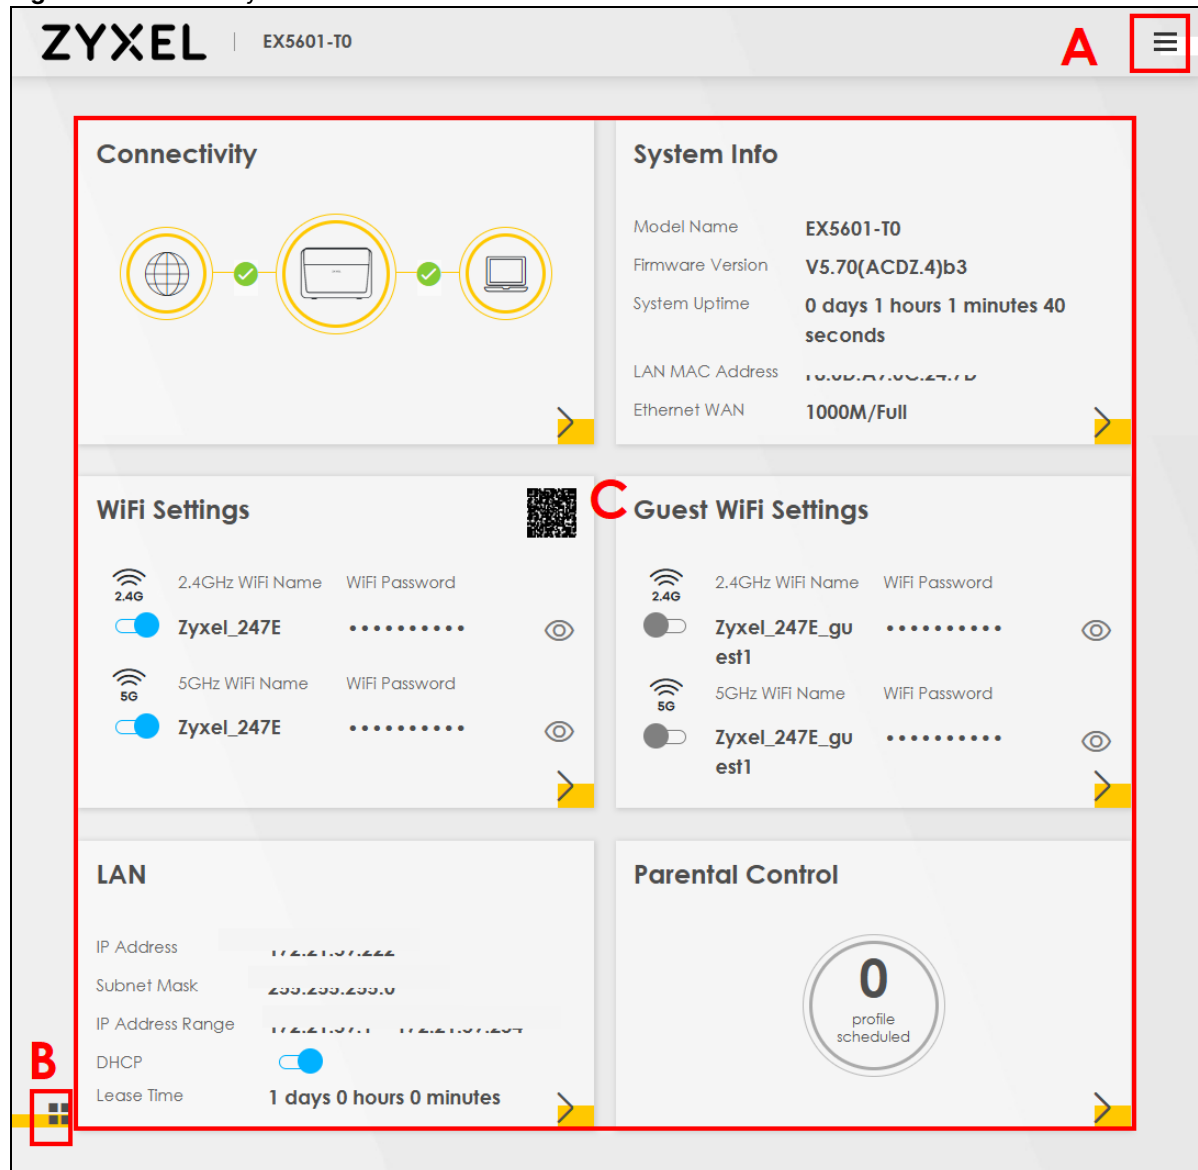 ZYXEL EX5601-T0 A
Connectivity
System Info
Model Name EX5601-T0
Firmware Version V5.70(ACDZ.4)b3
System Uptime 0 days 1 hours 1 minutes 40
seconds
LAN MAC Address
Ethernet WAN 1000M/Full
WiFi Settings
2.4G 2.4GHz WiFi Name WiFi Password
Zyxel_247E ••••••••••
5G 5GHz WiFi Name WiFi Password
Zyxel_247E ••••••••••
C
Guest WiFi Settings
2.4G 2.4GHz WiFi Name WiFi Password
Zyxel_247E_gu ••••••••••
est1
5G 5GHz WiFi Name WiFi Password
Zyxel_247E_gu ••••••••••
est1
LAN
IP Address
Subnet Mask
IP Address Range
DHCP
Lease Time 1 days 0 hours 0 minutes
B
Parental Control
0
profile
scheduled